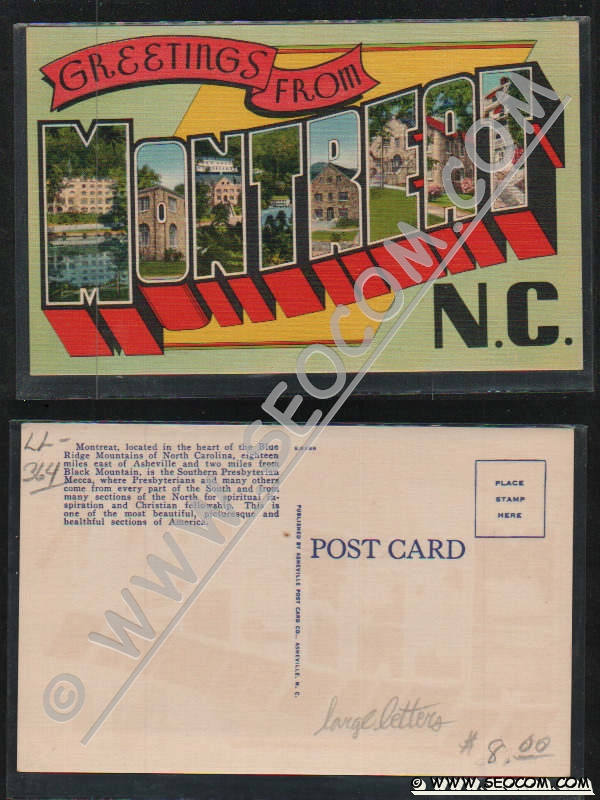 GREETINGS FROM
MONTREAT
N.C.
LL-
364
Montreat, located in the heart of the Blue
Ridge Mountains of North Carolina, eighteen
miles east of Asheville and two miles from
Black Mountain, is the Southern Presbyterian
Mecca, where Presbyterians and many others
come from every part of the South and from
many sections of the North for spiritual in-
spiration and Christian fellowship. This is
one of the most beautiful, picturesque and
healthful sections of America.
PLACE
STAMP
HERE
PUBLISHED BY ASHEVILLE POST CARD CO., ASHEVILLE, N. C.
POST CARD
large letters
$ 8.00
© WWW.SEOCOM.COM
© WWW.SEOCOM.COM